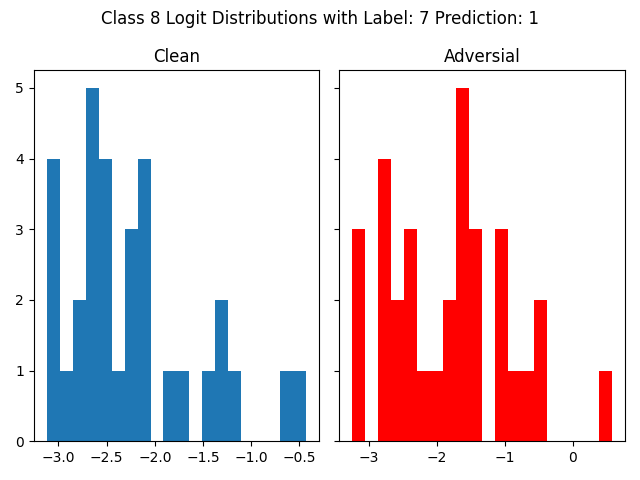 Class 8 Logit Distributions with Label: 7 Prediction: 1
Clean
Adversial
5
4
3
2
1
0
−3.0 −2.5 −2.0 −1.5 −1.0 −0.5
−3 −2 −1 0